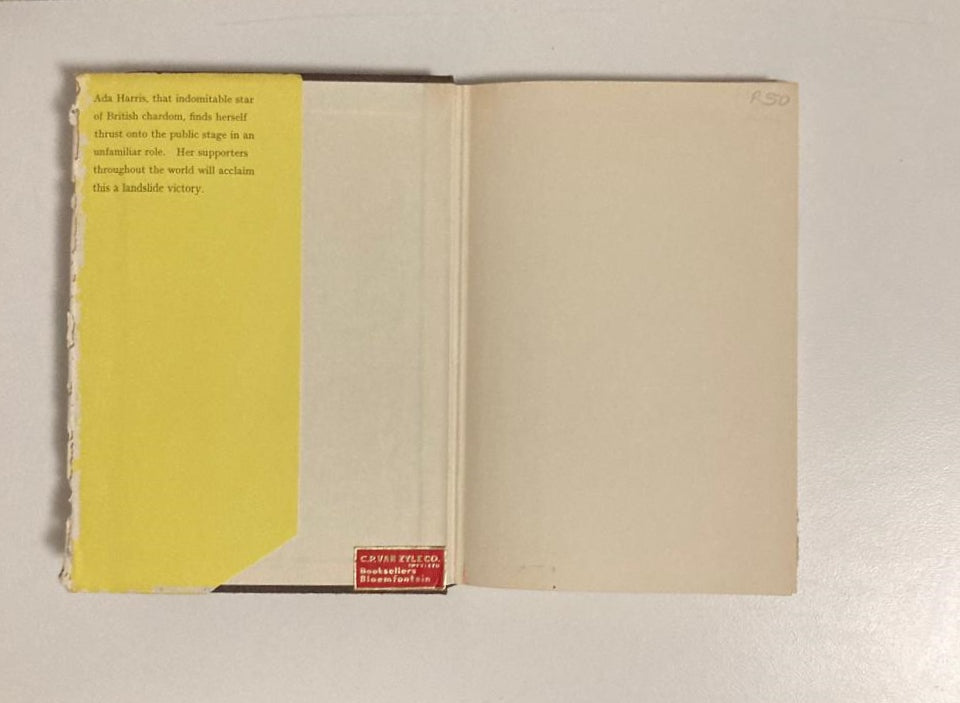 Ada Harris, that indomitable star
of British chardom, finds herself
thrust onto the public stage in an
unfamiliar role. Her supporters
throughout the world will acclaim
this a landslide victory.
R50
C.P. VAN ZYL & CO.
Booksellers
Bloemfontein